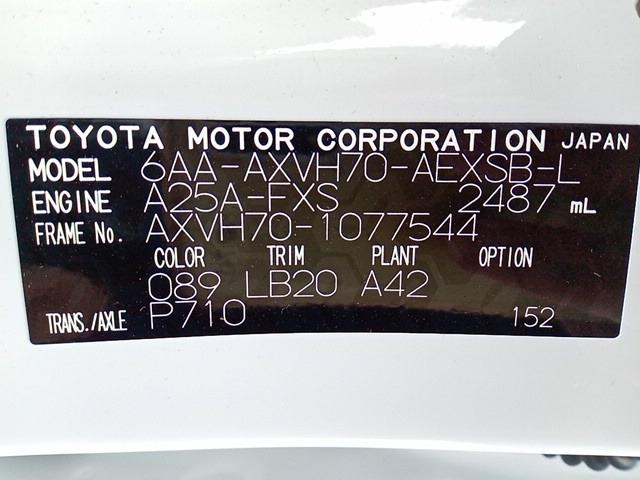 TOYOTA MOTOR CORPORATION JAPAN
MODEL 6AA-AXVH70-AEXSB-L
ENGINE A25A-FXS 2487 mL
FRAME No. AXVH70-1077544
COLOR TRIM PLANT OPTION
089 LB20 A42
TRANS./AXLE P710 152